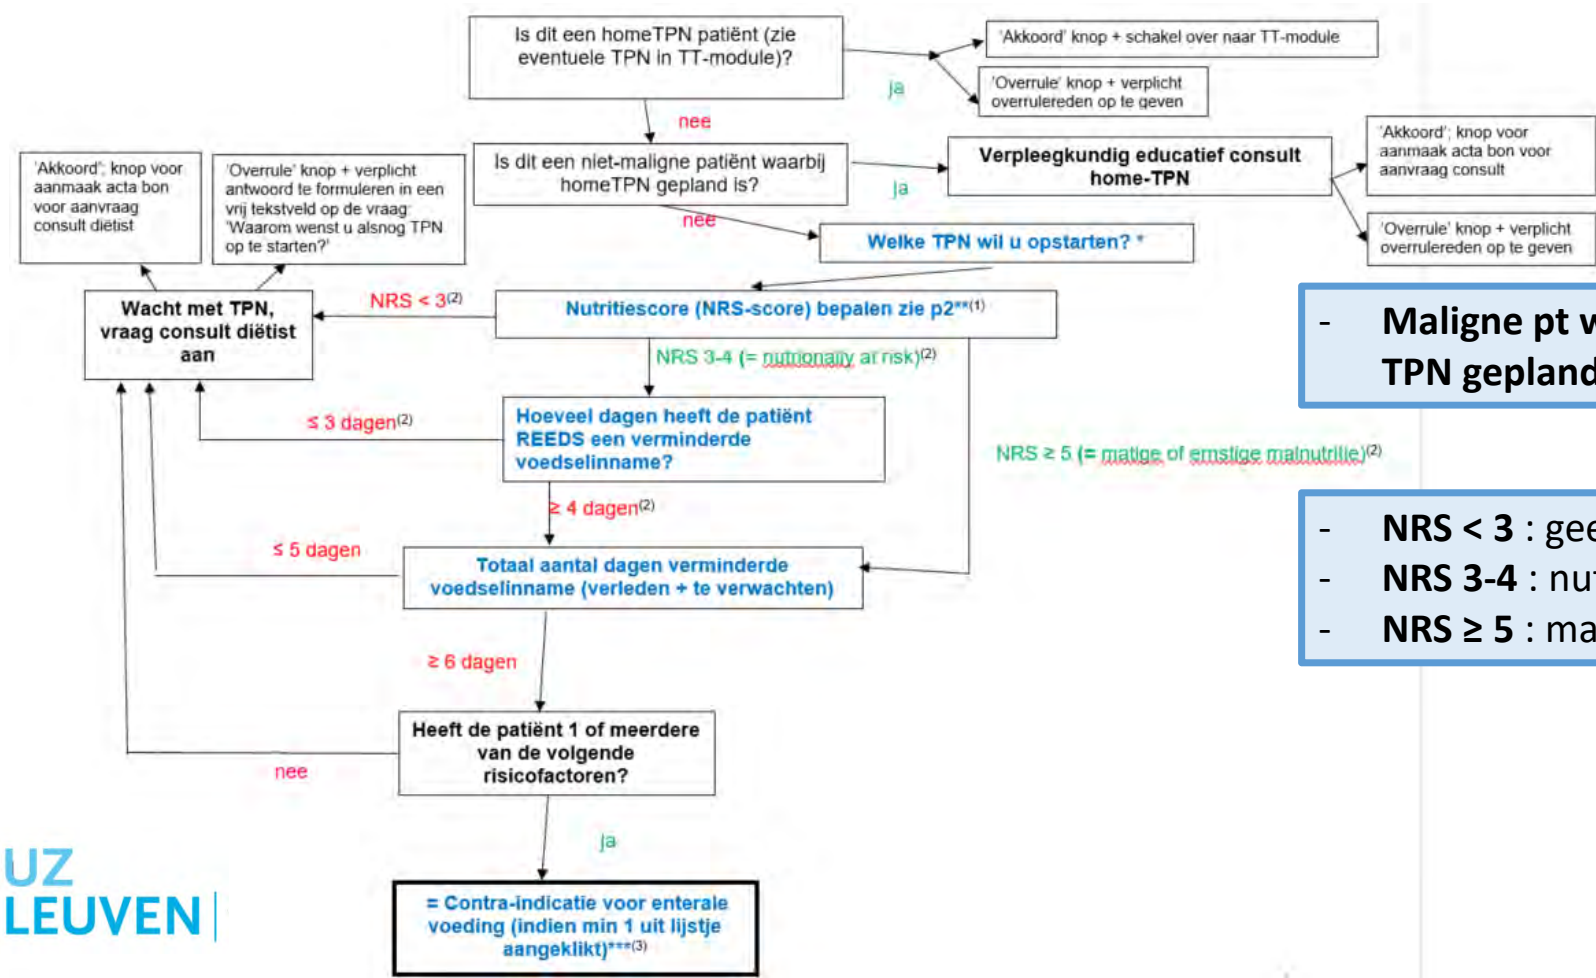 Is dit een homeTPN patiënt (zie
eventuele TPN in TT-module)?
'Akkoord' knop + schakel over naar TT-module
ja
'Overrule' knop + verplicht
overrulereden op te geven
nee
Is dit een niet-maligne patiënt waarbij
homeTPN gepland is?
ja
Verpleegkundig educatief consult
home-TPN
'Akkoord'; knop voor
aanmaak acta bon voor
aanvraag consult
'Overrule' knop + verplicht
overrulereden op te geven
nee
Welke TPN wil u opstarten? *
'Akkoord'; knop voor
aanmaak acta bon
voor aanvraag
consult diëtist
'Overrule' knop + verplicht
antwoord te formuleren in een
vrij tekstveld op de vraag:
'Waarom wenst u alsnog TPN
op te starten?'
Wacht met TPN,
vraag consult diëtist
aan
NRS < 3(2)
Nutritiescore (NRS-score) bepalen zie p2**(1)
NRS 3-4 (= nutrionally at risk)(2)
≤ 3 dagen(2)
Hoeveel dagen heeft de patiënt
REEDS een verminderde
voedselinname?
NRS ≥ 5 (= matige of ernstige malnutritie)(2)
≥ 4 dagen(2)
≤ 5 dagen
Totaal aantal dagen verminderde
voedselinname (verleden + te verwachten)
≥ 6 dagen
Heeft de patiënt 1 of meerdere
van de volgende
risicofactoren?
nee
ja
= Contra-indicatie voor enterale
voeding (indien min 1 uit lijstje
aangeklikt)***(3)
- Maligne pt w
TPN gepland
- NRS < 3 : gee
- NRS 3-4 : nut
- NRS ≥ 5 : ma
UZ
LEUVEN